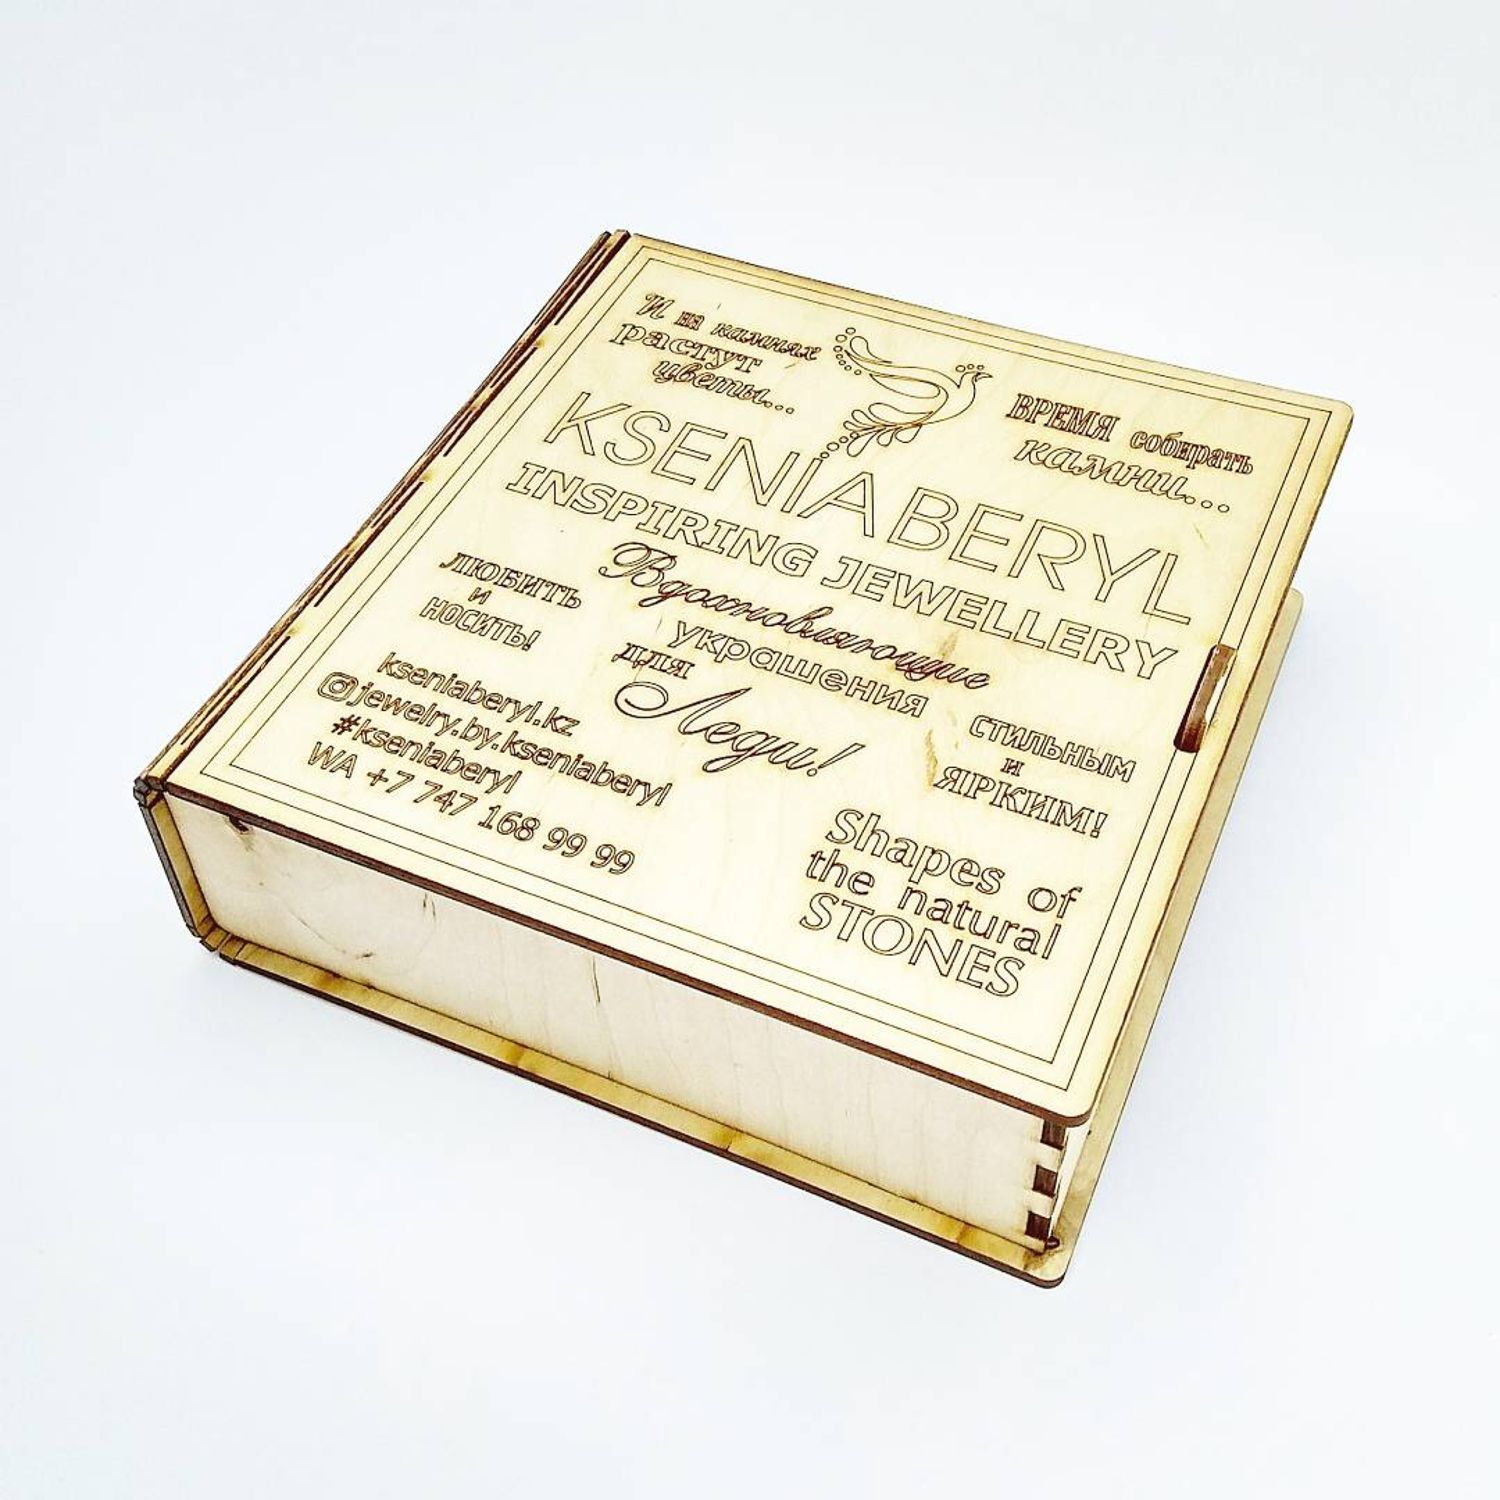 И на камнях
растут
цветы...
ВРЕМЯ собирать
камни...
KSENIABERYL
INSPIRING JEWELLERY
Вдохновляющие
украшения
для
Леди!
ЛЮБИТЬ
и
НОСИТЬ!
kseniaberyl.kz
jewelry.by.kseniaberyl
#kseniaberyl
WA +7 747 168 99 99
СТИЛЬНЫМ
и
ЯРКИМ!
Shapes of
the natural
STONES